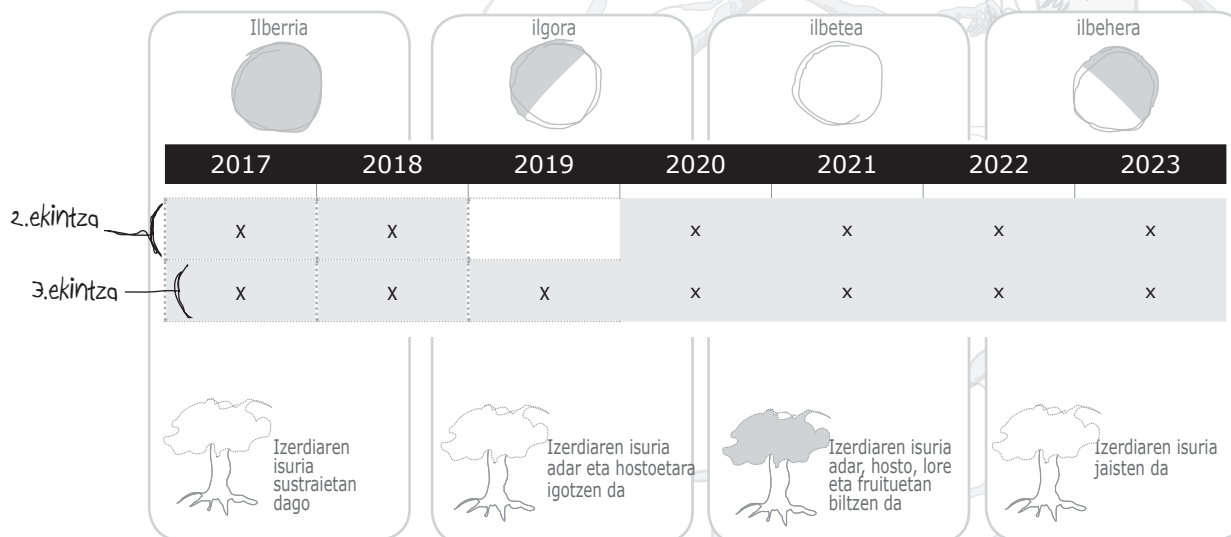 Ilberria ilgora ilbetea ilbehera
2017 2018 2019 2020 2021 2022 2023
2.ekintza x x x x x x
3.ekintza x x x x x x x
Izerdiaren
isuria
sustraietan
dago
Izerdiaren isuria
adar eta hostoetara
igotzen da
Izerdiaren isuria
adar, hosto, lore
eta fruituetan
biltzen da
Izerdiaren isuria
jaisten da